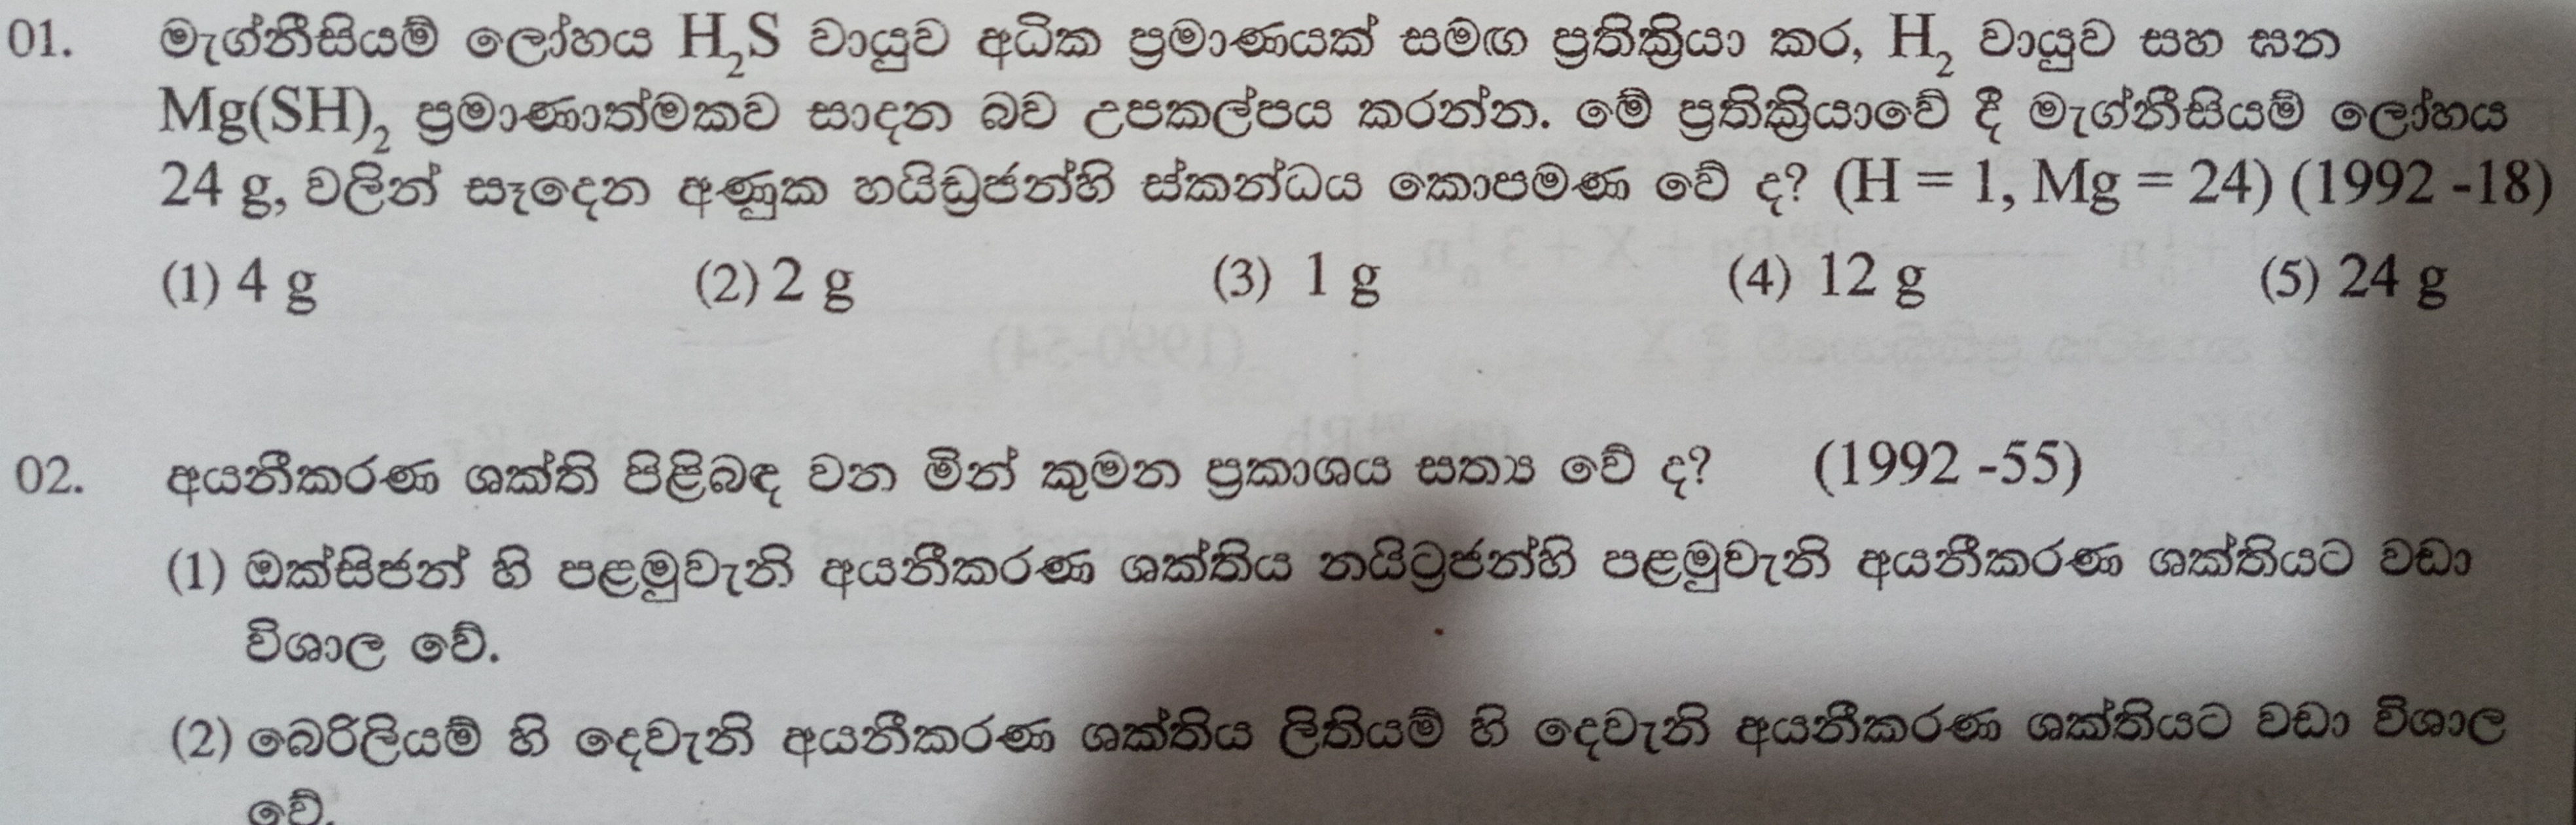 01. මැග්නීසියම් ලෝහය H₂S වායුව අධික ප්‍රමාණයක් සමඟ ප්‍රතික්‍රියා කර, H₂ වායුව සහ ඝන
Mg(SH)₂ ප්‍රමාණාත්මකව සාදන බව උපකල්පය කරන්න. මේ ප්‍රතික්‍රියාවේ දී මැග්නීසියම් ලෝහය
24 g, වලින් සෑදෙන අණුක හයිඩ්‍රජන්හි ස්කන්ධය කොපමණ වේ ද? (H = 1, Mg = 24) (1992 -18)
(1) 4 g (2) 2 g (3) 1 g (4) 12 g (5) 24 g
02. අයනීකරණ ශක්ති පිළිබඳ වන මින් කුමන ප්‍රකාශය සත්‍ය වේ ද? (1992 -55)
(1) ඔක්සිජන් හි පළමුවැනි අයනීකරණ ශක්තිය නයිට්‍රජන්හි පළමුවැනි අයනීකරණ ශක්තියට වඩා
විශාල වේ.
(2) බෙරිලියම් හි දෙවැනි අයනීකරණ ශක්තිය ලිතියම් හි දෙවැනි අයනීකරණ ශක්තියට වඩා විශාල
වේ.